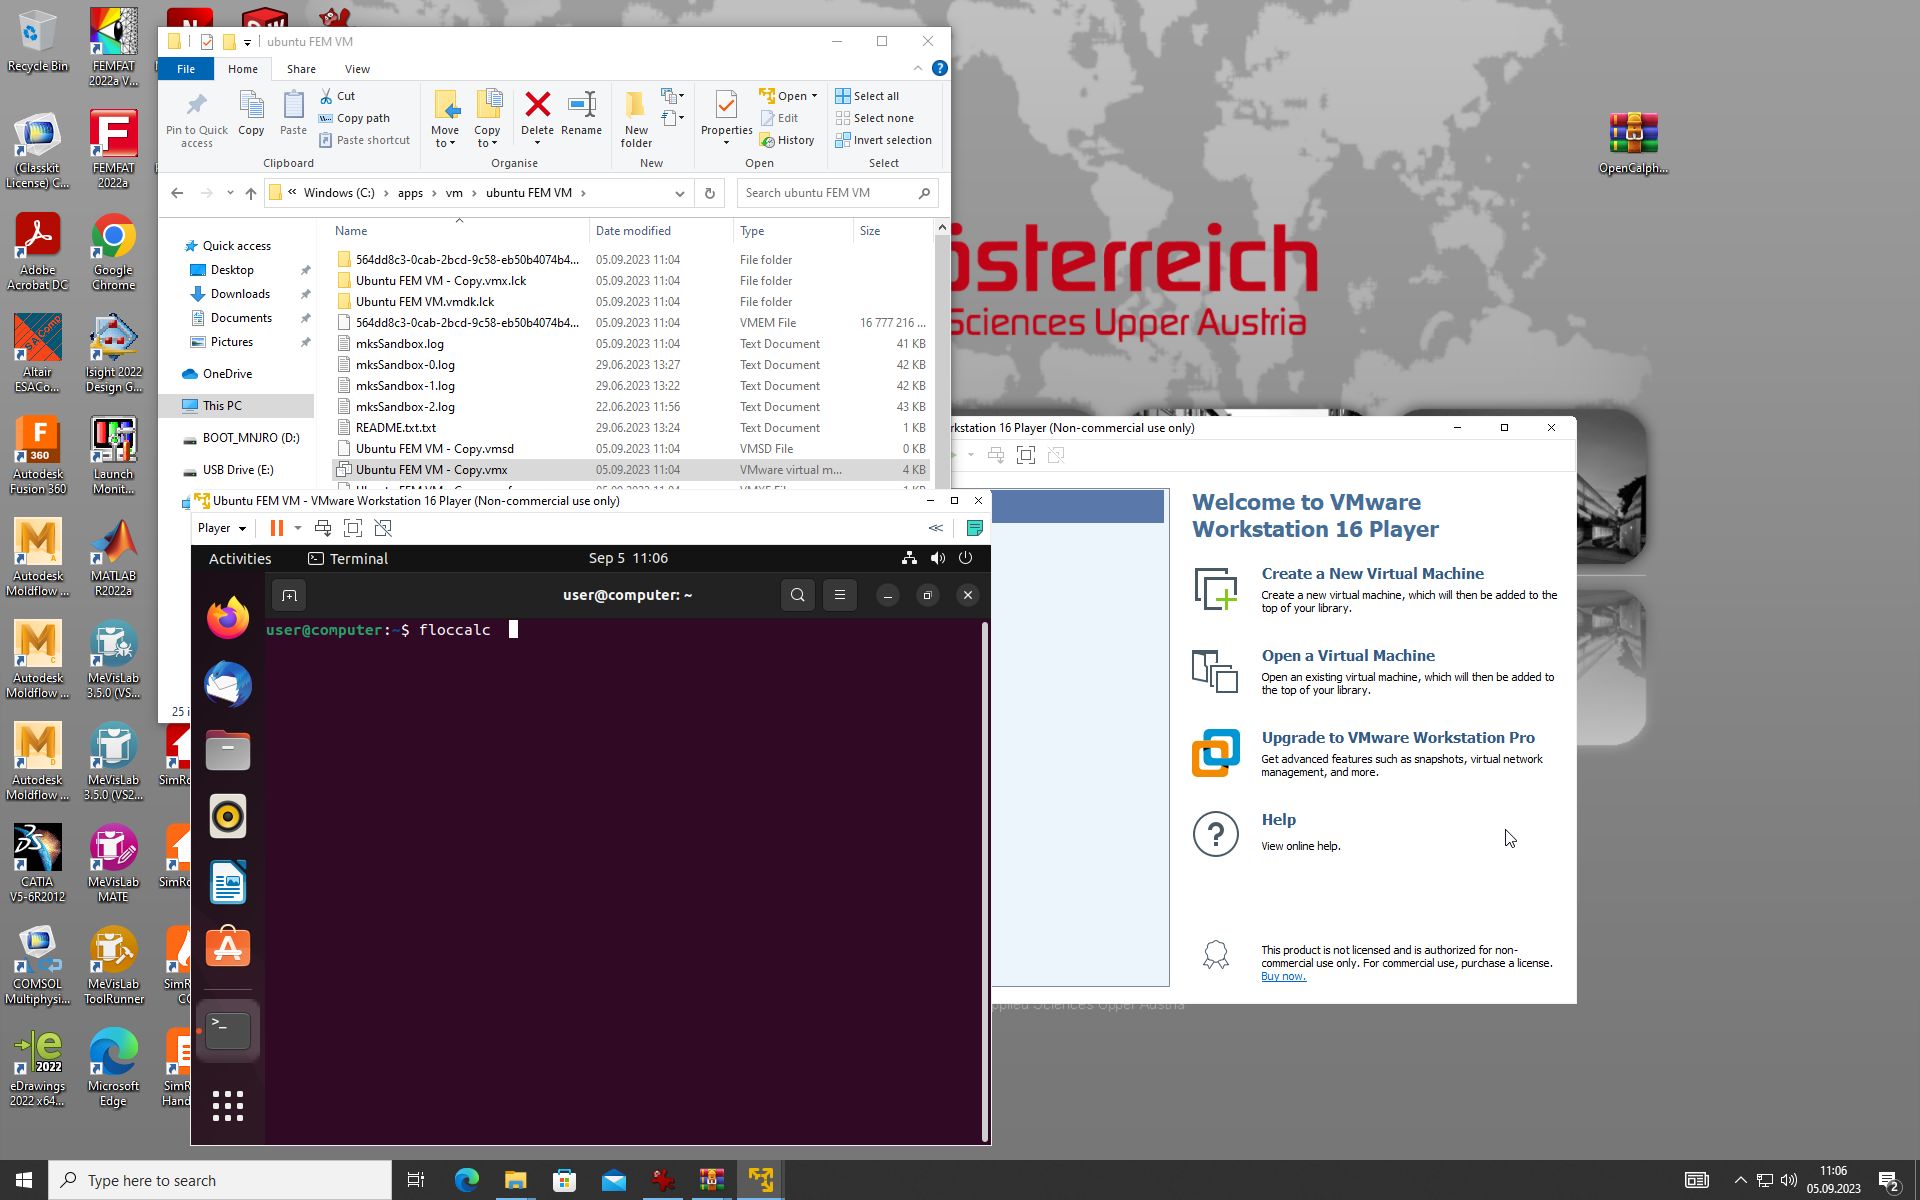 Recycle Bin
FEMFAT
2022a V...
(Classkit
License) C...
FEMFAT
2022a
Adobe
Acrobat DC
Google
Chrome
Altair
ESACo...
Isight 2022
Design G...
Autodesk
Fusion 360
Launch
Monit...
Autodesk
Moldflow ...
MATLAB
R2022a
Autodesk
Moldflow ...
MeVisLab
3.5.0 (VS...
Autodesk
Moldflow ...
MeVisLab
3.5.0 (VS2...
CATIA
V5-6R2012
MeVisLab
MATE
COMSOL
Multiphysi...
MeVisLab
ToolRunner
eDrawings
2022 x64...
Microsoft
Edge
OpenCalph...
österreich
Sciences Upper Austria
ubuntu FEM VM
File
Home
Share
View
Pin to Quick
access
Copy
Paste
Cut
Copy path
Paste shortcut
Clipboard
Move
to
Copy
to
Delete
Rename
Organise
New
folder
New
Properties
Open
Edit
History
Open
Select all
Select none
Invert selection
Select
« Windows (C:) › apps › vm › ubuntu FEM VM ›
Search ubuntu FEM VM
Quick access
Desktop
Downloads
Documents
Pictures
OneDrive
This PC
BOOT_MNJRO (D:)
USB Drive (E:)
Name Date modified Type Size
564dd8c3-0cab-2bcd-9c58-eb50b4074b4... 05.09.2023 11:04 File folder
Ubuntu FEM VM - Copy.vmx.lck 05.09.2023 11:04 File folder
Ubuntu FEM VM.vmdk.lck 05.09.2023 11:04 File folder
564dd8c3-0cab-2bcd-9c58-eb50b4074b4... 05.09.2023 11:04 VMEM File 16 777 216 ...
mksSandbox.log 05.09.2023 11:04 Text Document 41 KB
mksSandbox-0.log 29.06.2023 13:27 Text Document 42 KB
mksSandbox-1.log 29.06.2023 13:22 Text Document 42 KB
mksSandbox-2.log 22.06.2023 11:56 Text Document 43 KB
README.txt.txt 29.06.2023 13:24 Text Document 1 KB
Ubuntu FEM VM - Copy.vmsd 05.09.2023 11:04 VMSD File 0 KB
Ubuntu FEM VM - Copy.vmx 05.09.2023 11:04 VMware virtual m... 4 KB
25 i
Ubuntu FEM VM - VMware Workstation 16 Player (Non-commercial use only)
Player
Activities
Terminal
Sep 5 11:06
user@computer: ~
user@computer:~$ floccalc
rkstation 16 Player (Non-commercial use only)
Welcome to VMware
Workstation 16 Player
Create a New Virtual Machine
Create a new virtual machine, which will then be added to the
top of your library.
Open a Virtual Machine
Open an existing virtual machine, which will then be added to
the top of your library.
Upgrade to VMware Workstation Pro
Get advanced features such as snapshots, virtual network
management, and more.
Help
View online help.
This product is not licensed and is authorized for non-
commercial use only. For commercial use, purchase a license.
Buy now.
Sciences Upper Austria
Type here to search
11:06
05.09.2023
2